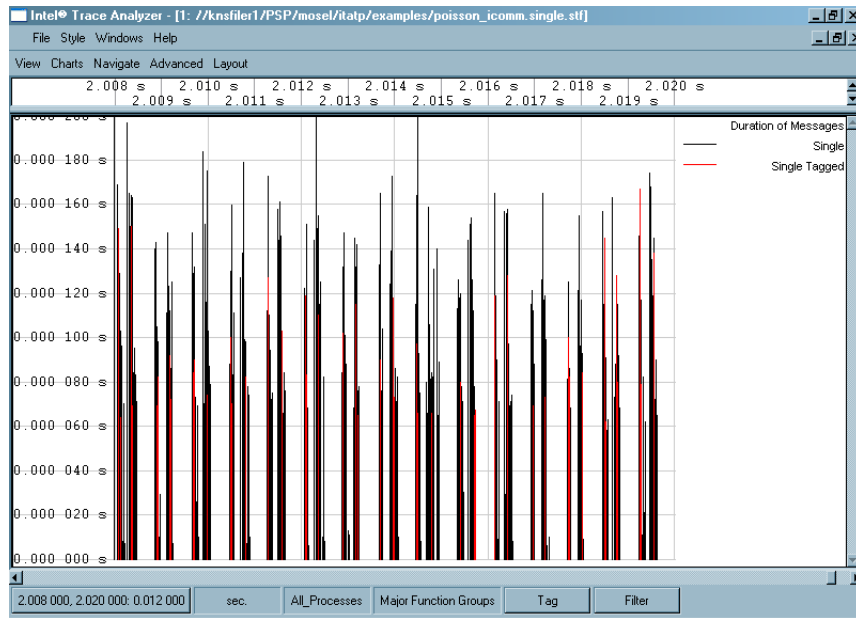 Intel® Trace Analyzer - [1: //knsfiler1/PSP/mosel/itatp/examples/poisson_icomm.single.stf]
File Style Windows Help
View Charts Navigate Advanced Layout
2.008 s 2.010 s 2.012 s 2.014 s 2.016 s 2.018 s 2.020 s
2.009 s 2.011 s 2.013 s 2.015 s 2.017 s 2.019 s
0.000 200 s
Duration of Messages
Single
Single Tagged
0.000 180 s
0.000 160 s
0.000 140 s
0.000 120 s
0.000 100 s
0.000 080 s
0.000 060 s
0.000 040 s
0.000 020 s
0.000 000 s
2.008 000, 2.020 000: 0.012 000 sec. All_Processes Major Function Groups Tag Filter